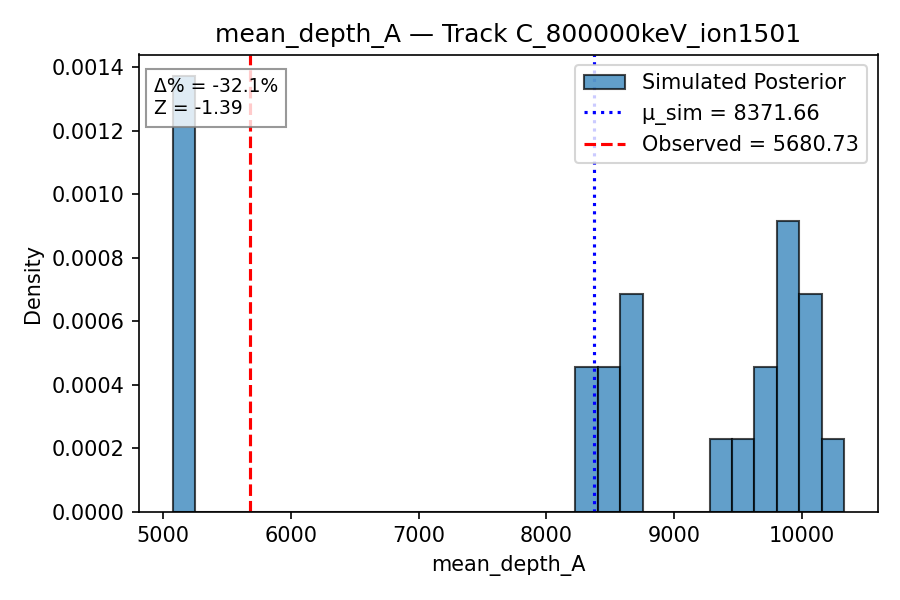 mean_depth_A — Track C_800000keV_ion1501
Δ% = -32.1%
Z = -1.39
Simulated Posterior
μ_sim = 8371.66
Observed = 5680.73
Density
0.0014
0.0012
0.0010
0.0008
0.0006
0.0004
0.0002
0.0000
5000 6000 7000 8000 9000 10000
mean_depth_A